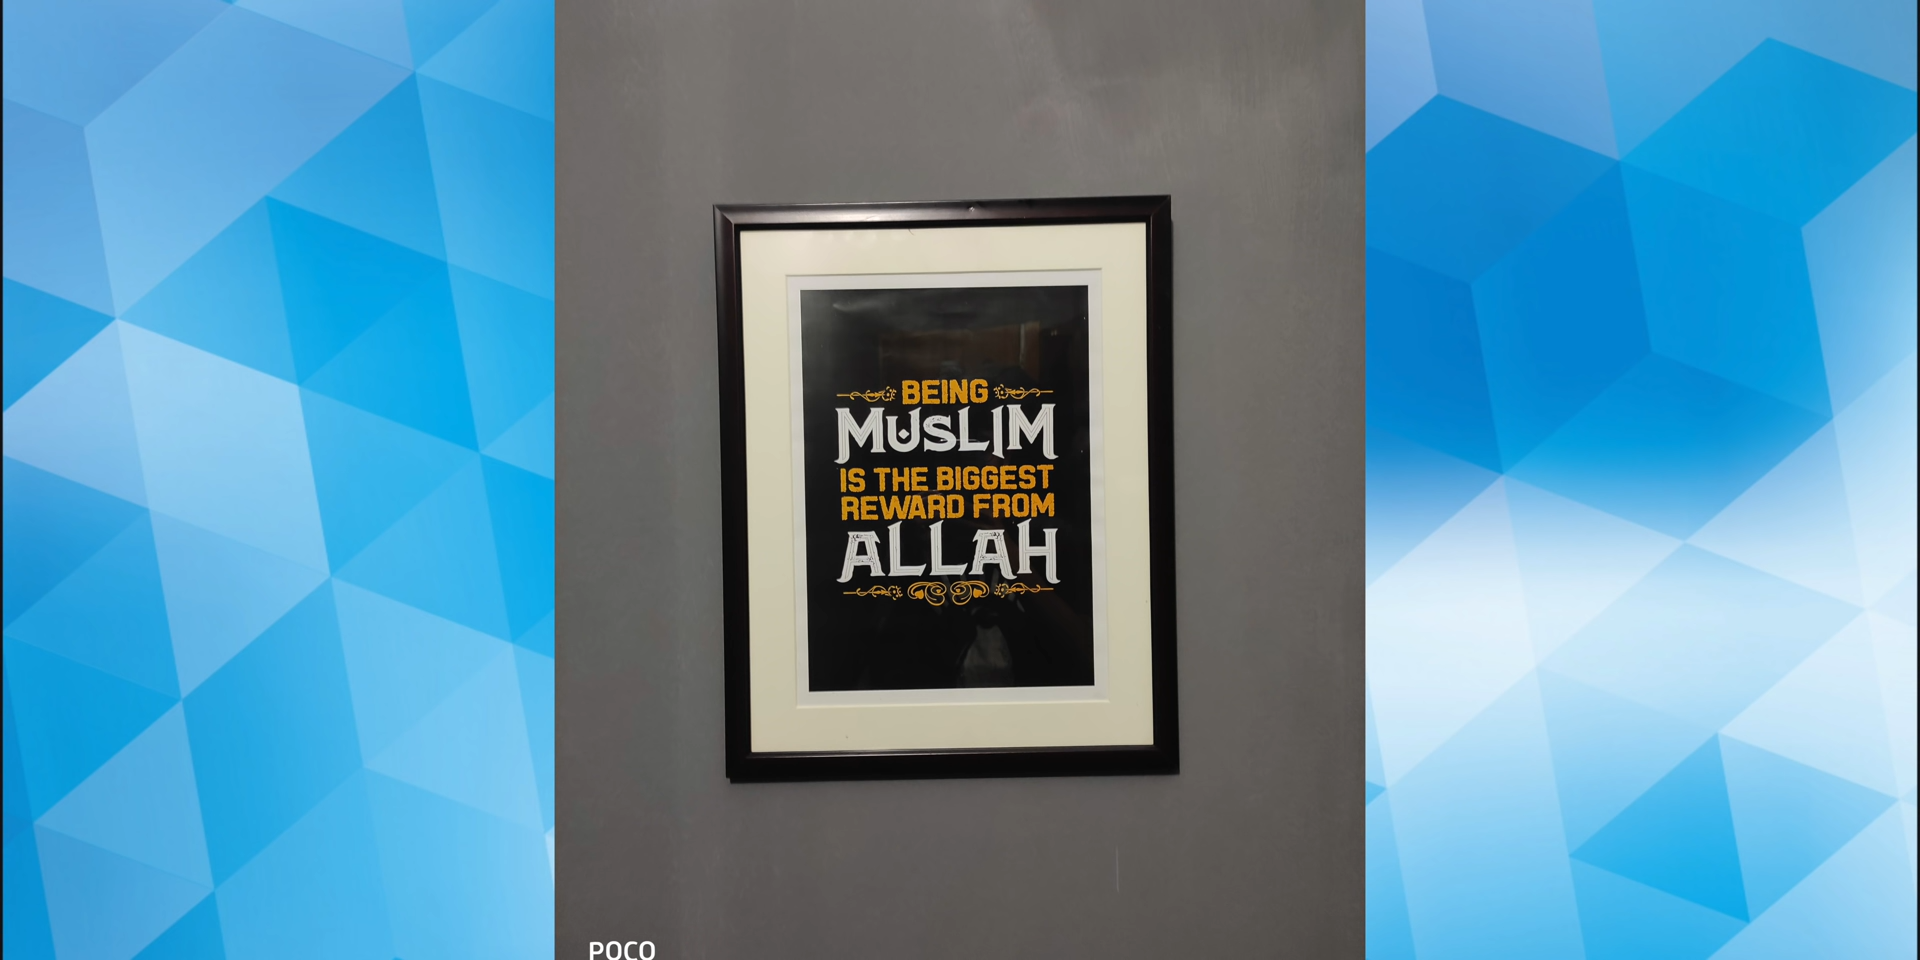 BEING
MUSLIM
IS THE BIGGEST
REWARD FROM
ALLAH
POCO